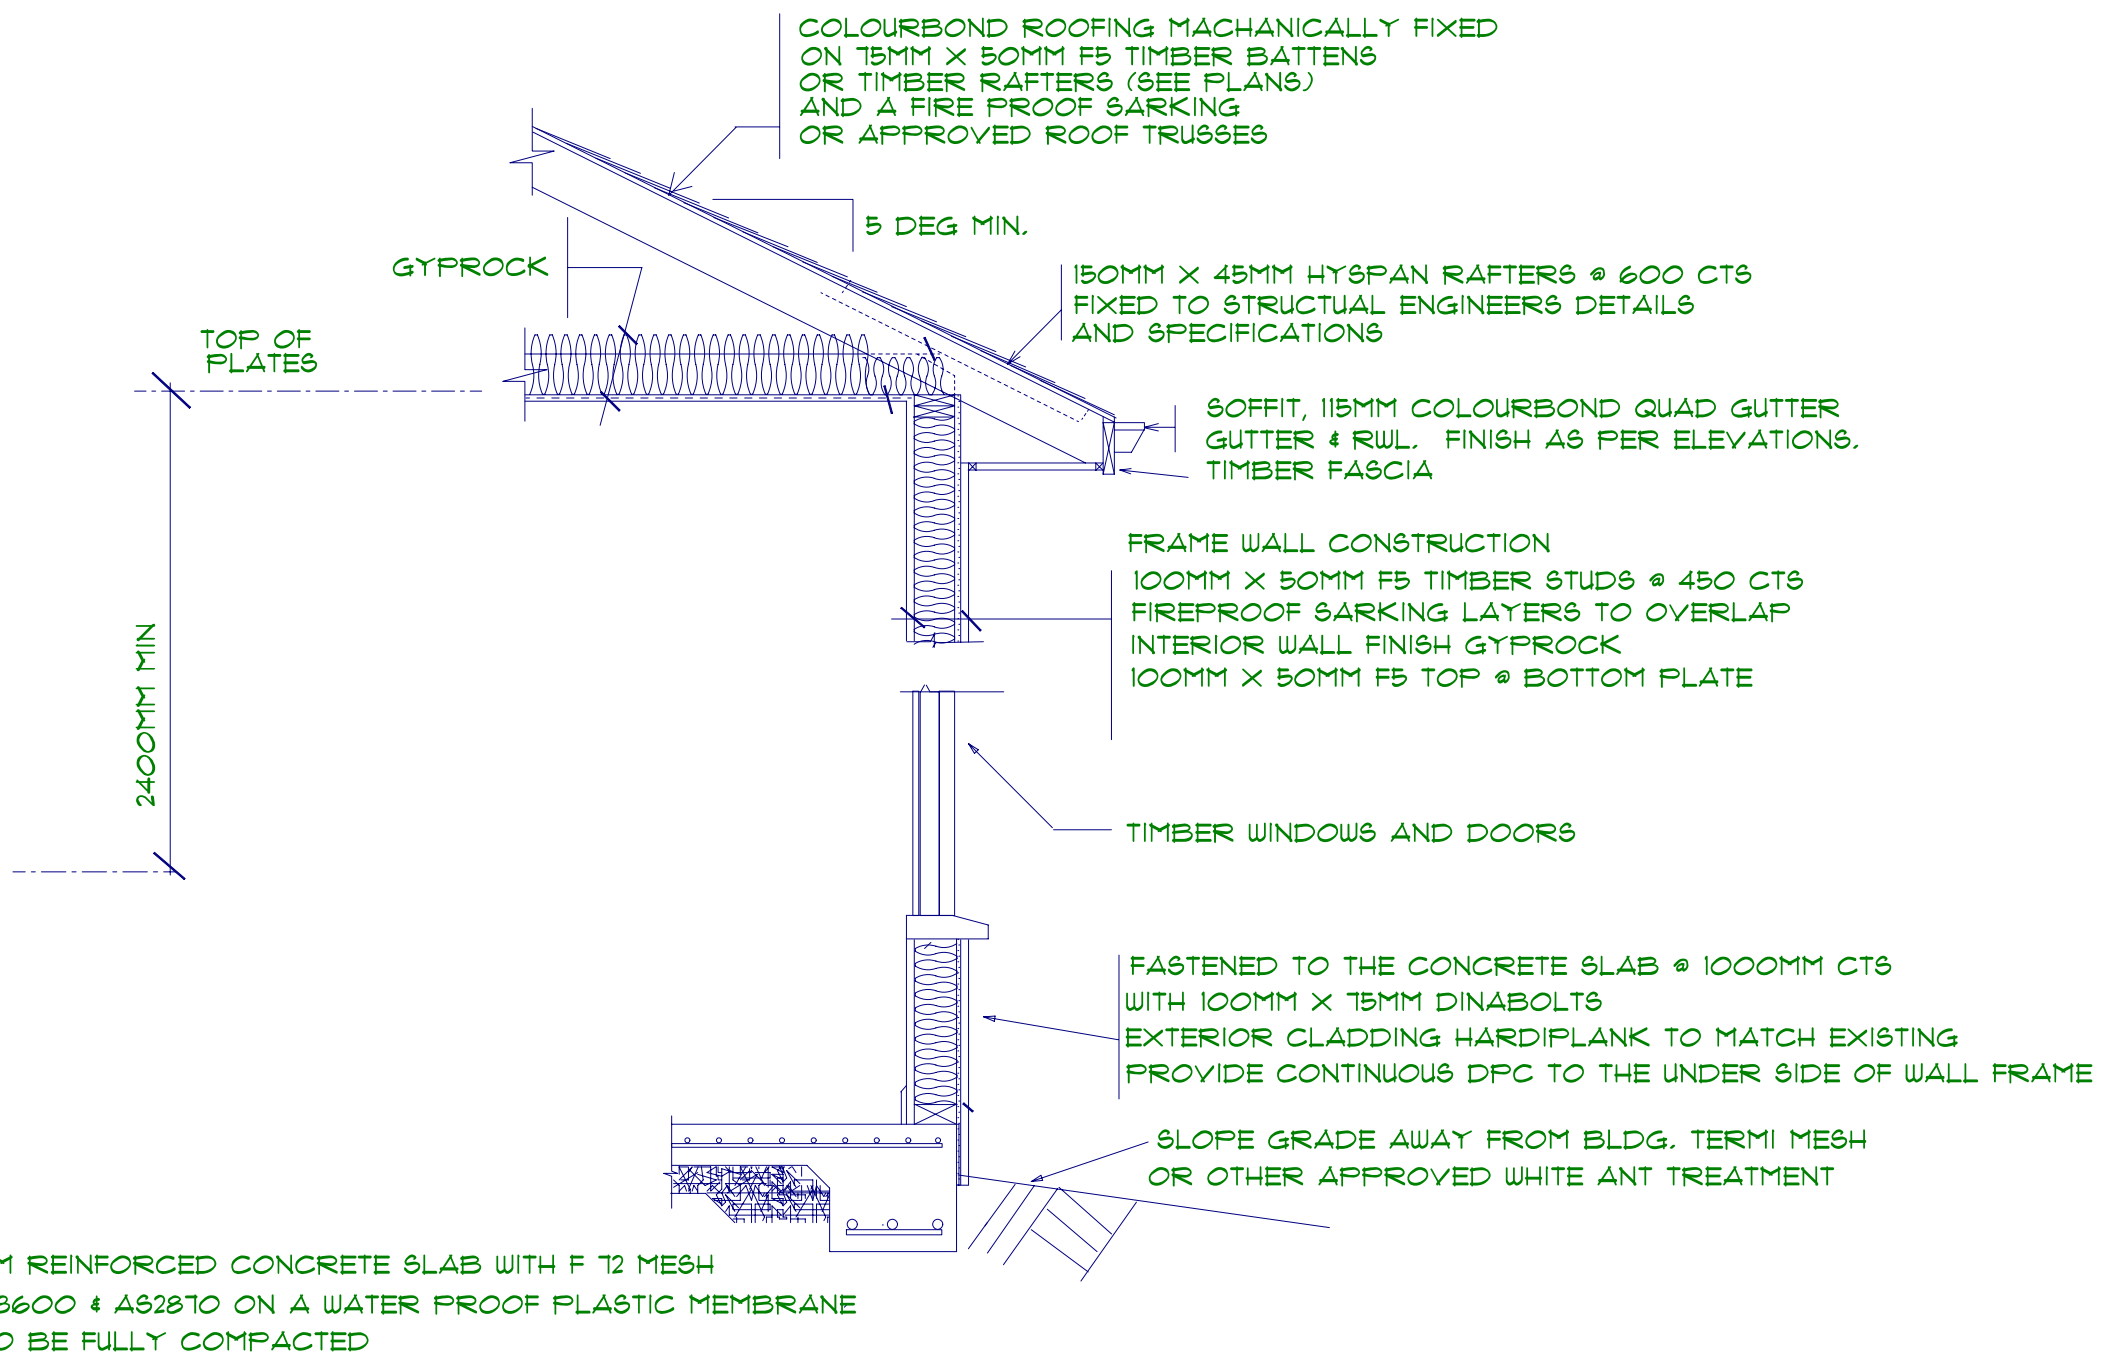 COLOURBOND ROOFING MACHANICALLY FIXED
ON 75MM X 50MM F5 TIMBER BATTENS
OR TIMBER RAFTERS (SEE PLANS)
AND A FIRE PROOF SARKING
OR APPROVED ROOF TRUSSES
5 DEG MIN.
GYPROCK
150MM X 45MM HYSPAN RAFTERS @ 600 CTS
FIXED TO STRUCTUAL ENGINEERS DETAILS
AND SPECIFICATIONS
TOP OF
PLATES
SOFFIT, 115MM COLOURBOND QUAD GUTTER
GUTTER & RWL. FINISH AS PER ELEVATIONS.
TIMBER FASCIA
FRAME WALL CONSTRUCTION
100MM X 50MM F5 TIMBER STUDS @ 450 CTS
FIREPROOF SARKING LAYERS TO OVERLAP
INTERIOR WALL FINISH GYPROCK
100MM X 50MM F5 TOP @ BOTTOM PLATE
2400MM MIN
TIMBER WINDOWS AND DOORS
FASTENED TO THE CONCRETE SLAB @ 1000MM CTS
WITH 100MM X 75MM DINABOLTS
EXTERIOR CLADDING HARDIPLANK TO MATCH EXISTING
PROVIDE CONTINUOUS DPC TO THE UNDER SIDE OF WALL FRAME
SLOPE GRADE AWAY FROM BLDG. TERMI MESH
OR OTHER APPROVED WHITE ANT TREATMENT
M REINFORCED CONCRETE SLAB WITH F 72 MESH
3600 & AS2870 ON A WATER PROOF PLASTIC MEMBRANE
O BE FULLY COMPACTED